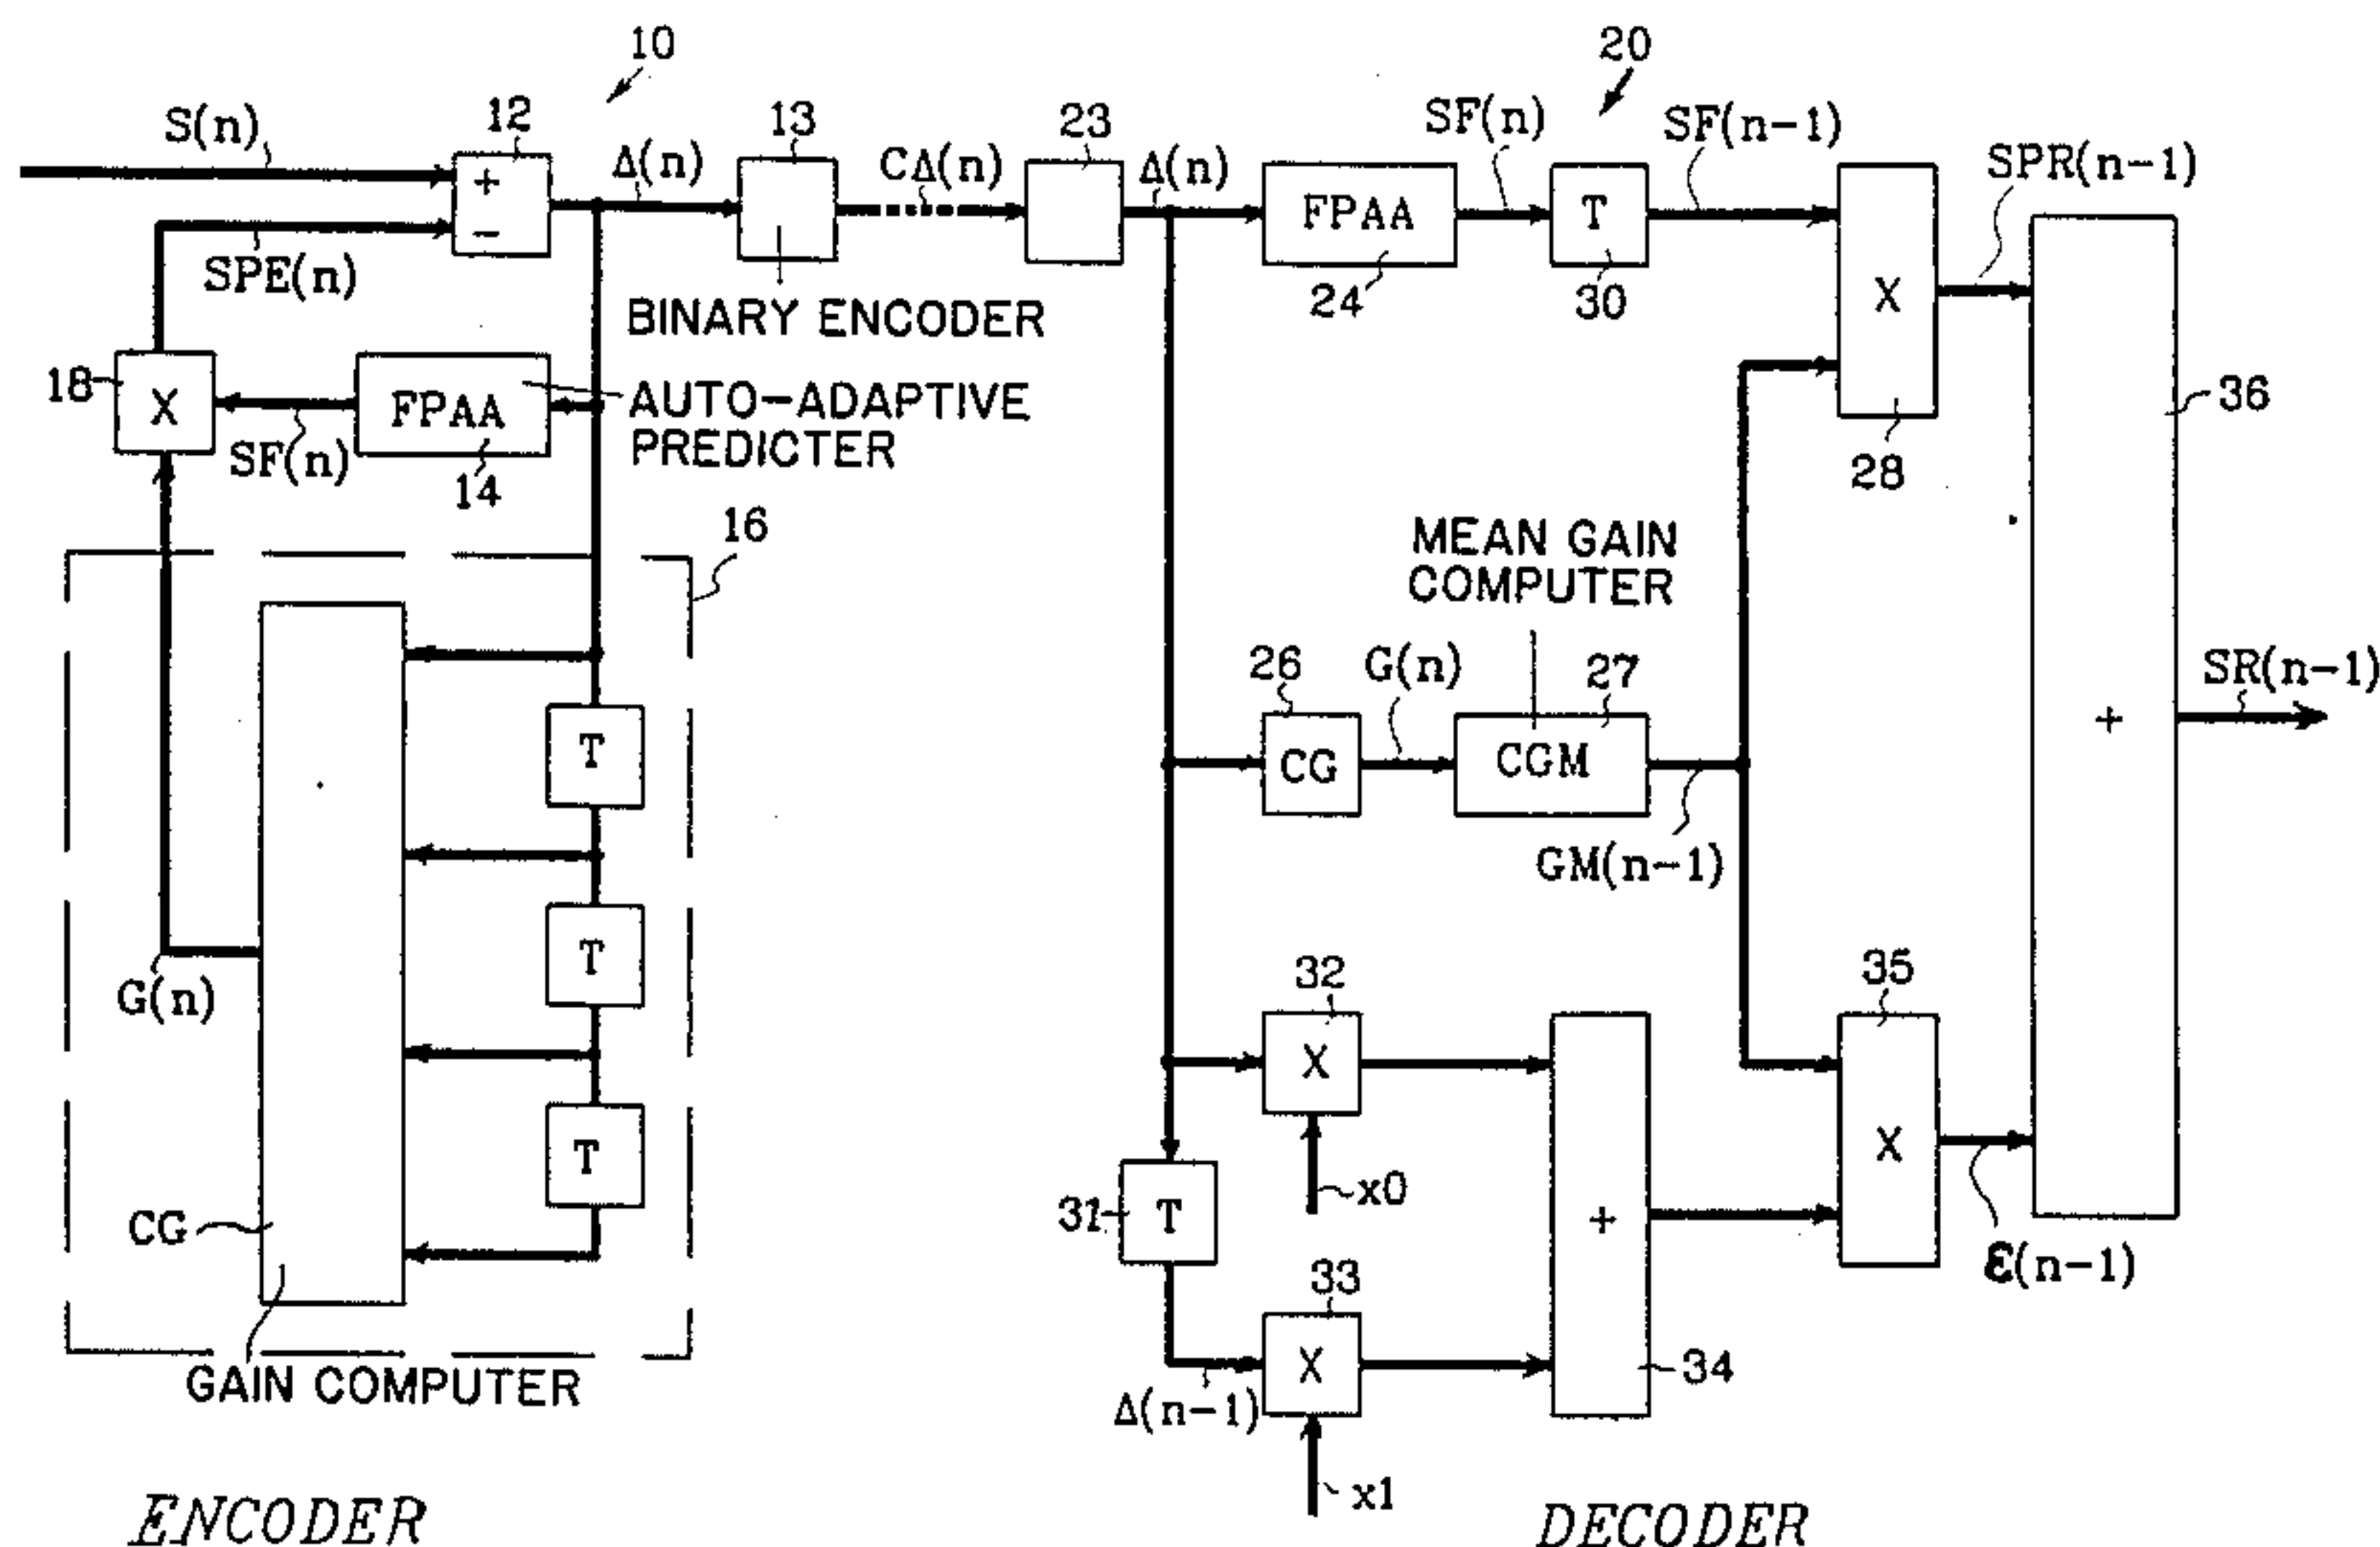 10
20
S(n)
12
Δ(n)
13
CΔ(n)
23
Δ(n)
SF(n)
SF(n-1)
SPR(n-1)
+
-
FPAA
T
X
SPE(n)
BINARY ENCODER
24
30
18
X
FPAA
AUTO-ADAPTIVE
PREDICTER
SF(n)
14
28
36
16
MEAN GAIN
COMPUTER
26
G(n)
27
SR(n-1)
T
CG
CGM
+
GM(n-1)
T
G(n)
32
35
X
X
T
31
T
x0
+
CG
33
ε(n-1)
X
34
GAIN COMPUTER
Δ(n-1)
x1
ENCODER
DECODER